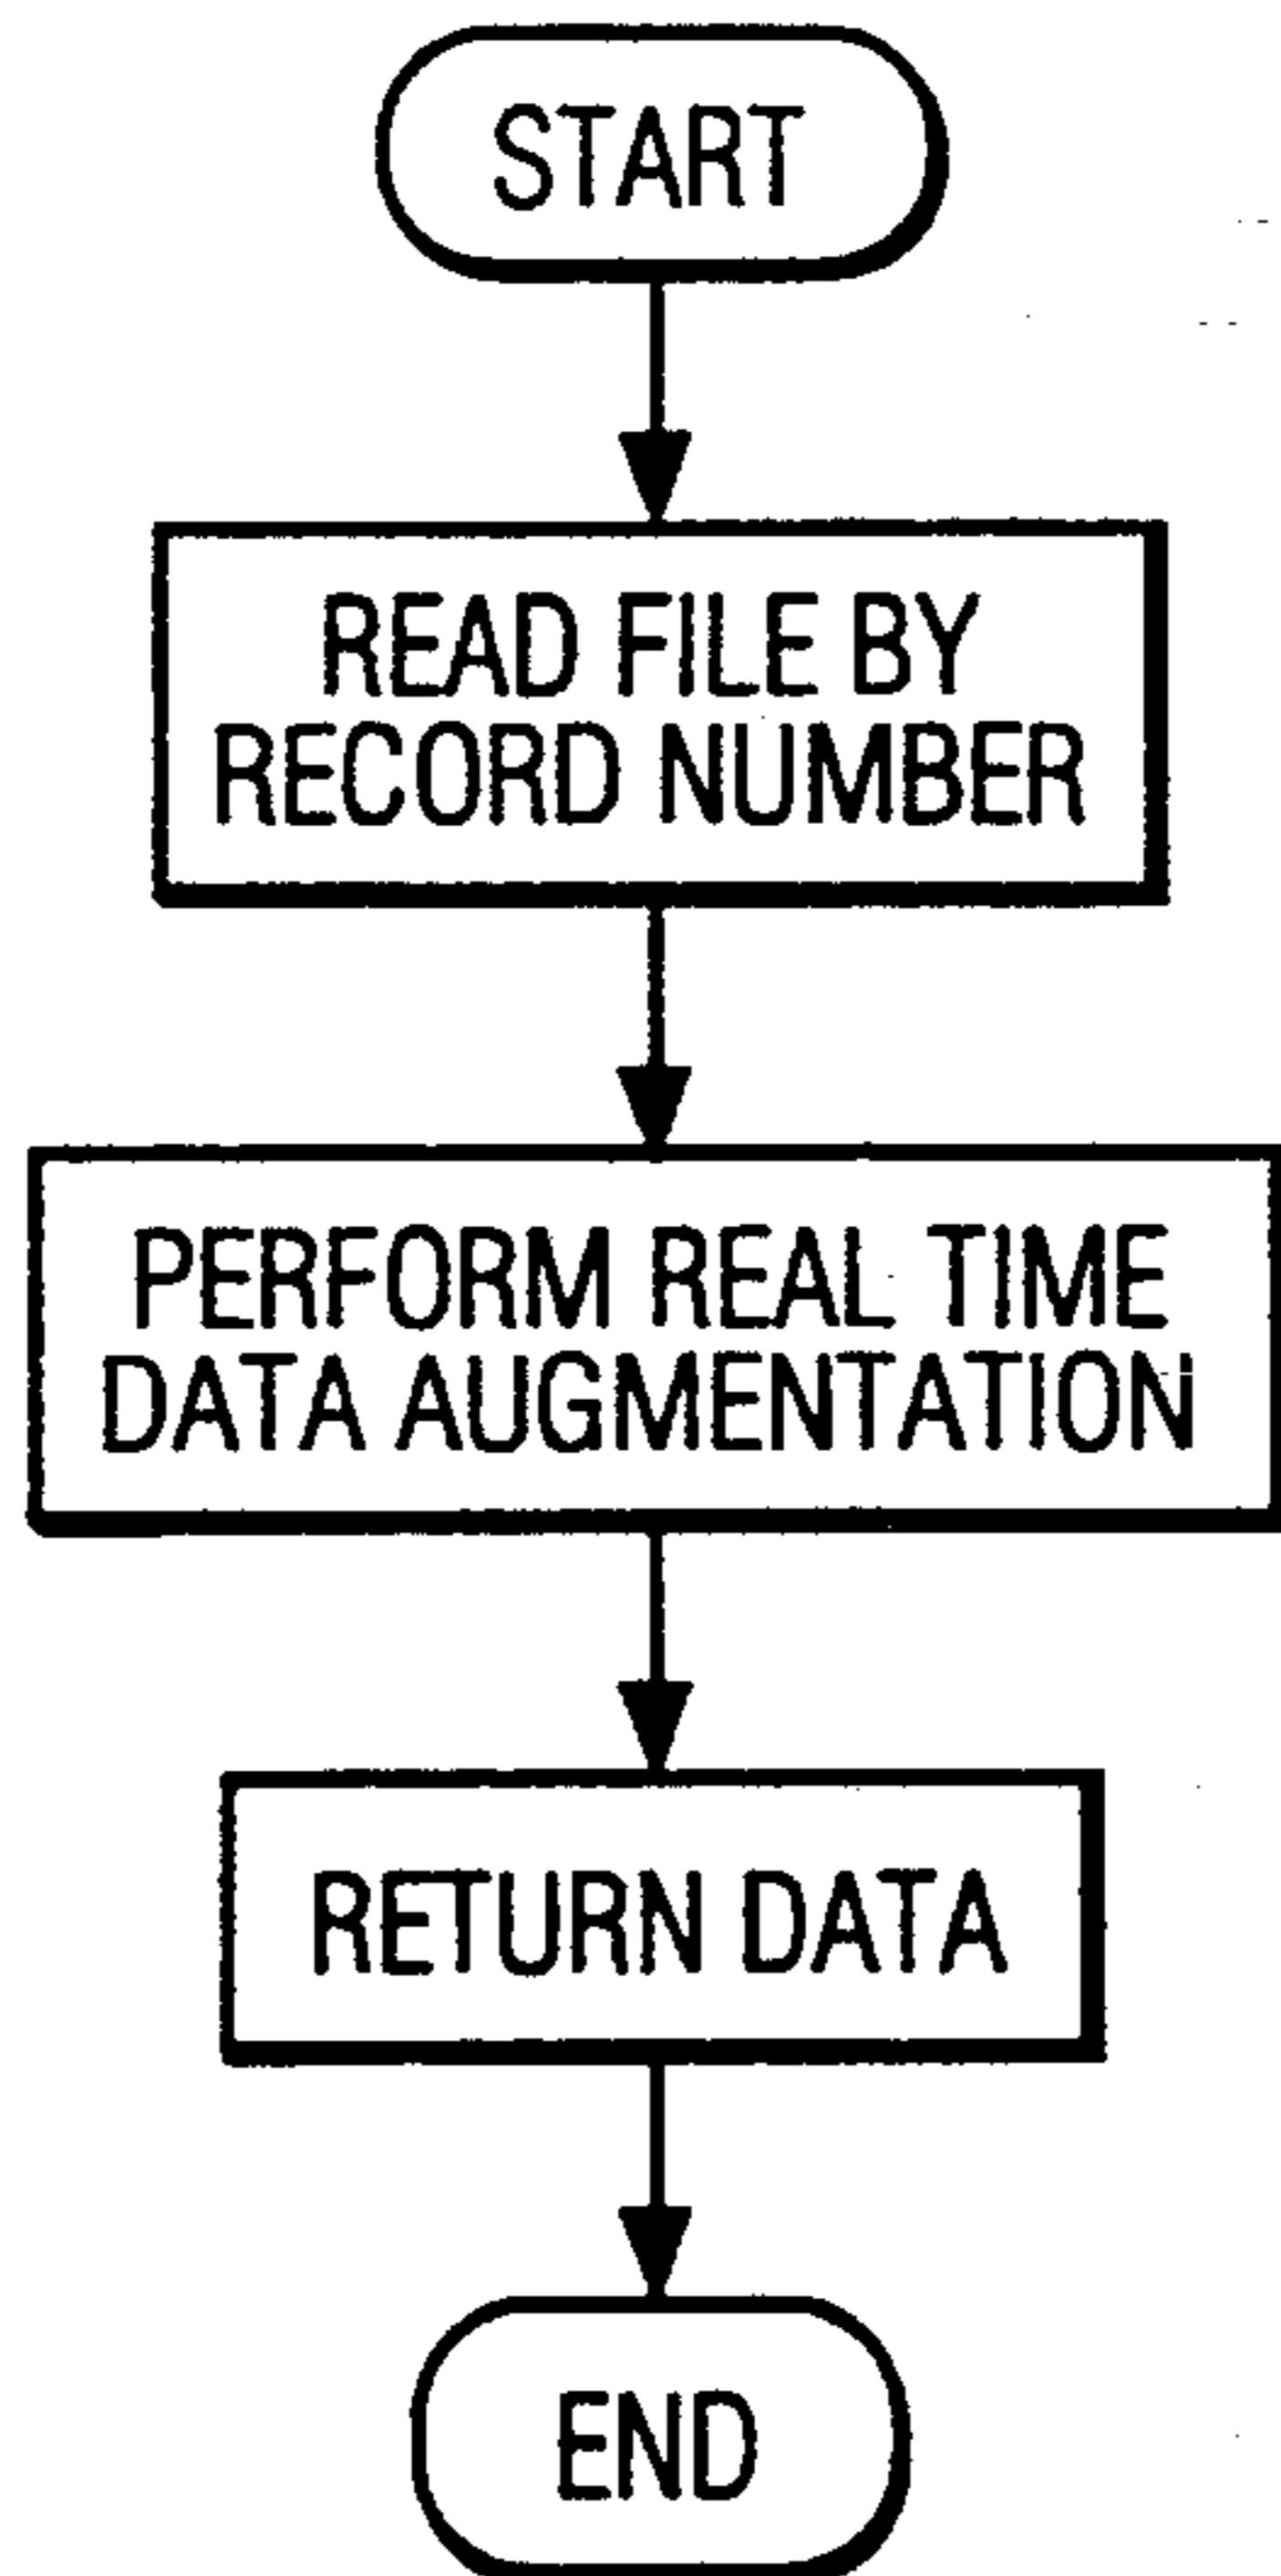 START
READ FILE BY
RECORD NUMBER
PERFORM REAL TIME
DATA AUGMENTATION
RETURN DATA
END